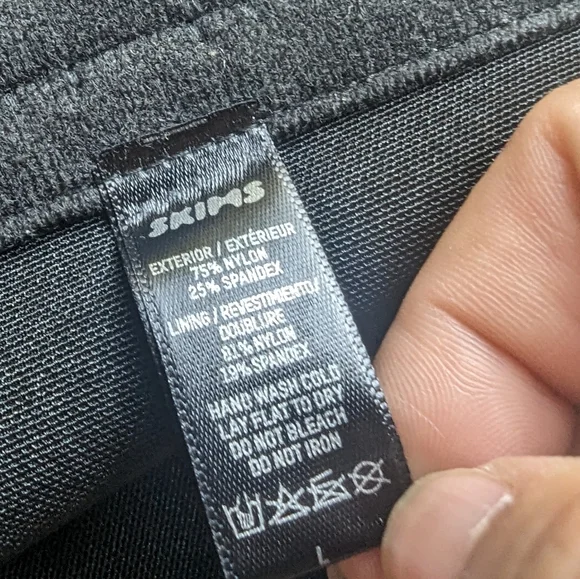 SKIMS
EXTERIOR / EXTÉRIEUR
75% NYLON
25% SPANDEX
LINING / REVESTIMIENTO/
DOUBLURE
81% NYLON
19% SPANDEX
HAND WASH COLD
LAY FLAT TO DRY
DO NOT BLEACH
DO NOT IRON
L